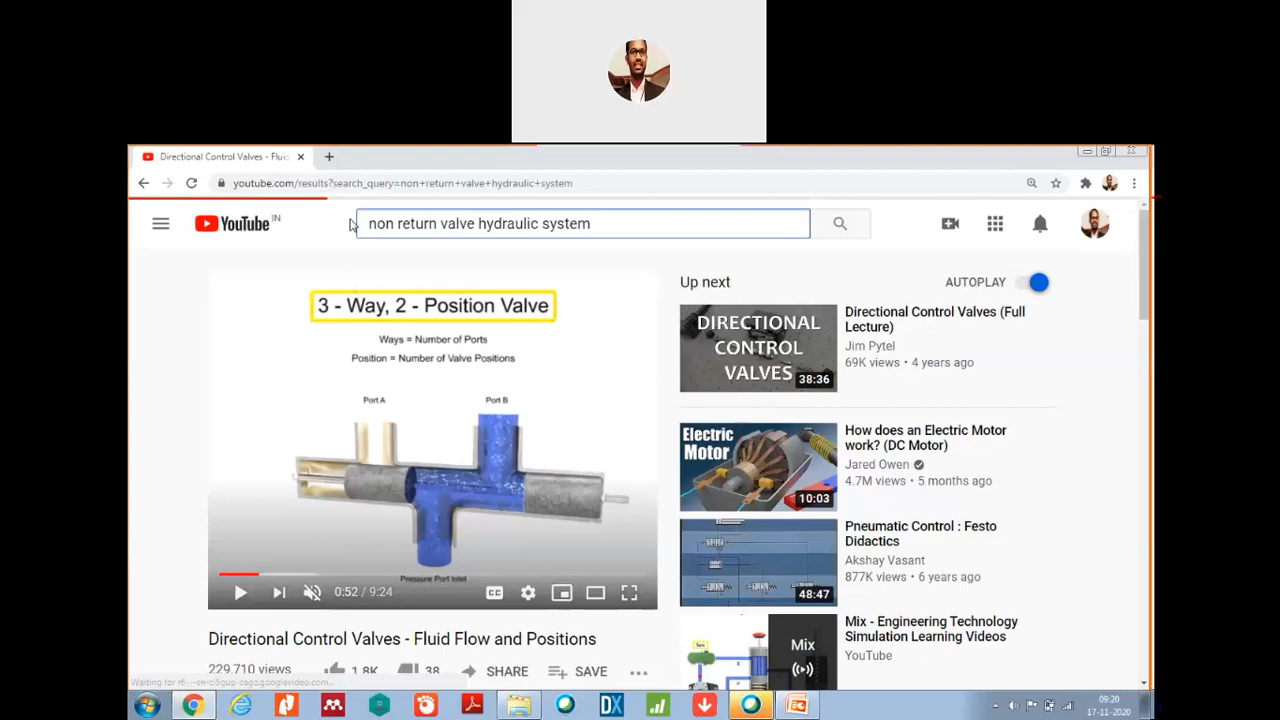 Directional Control Valves - Flui
youtube.com/results?search_query=non+return+valve+hydraulic+system
YouTube IN
non return valve hydraulic system
3 - Way, 2 - Position Valve
Ways = Number of Ports
Position = Number of Valve Positions
Port A
Port B
Pressure Port Inlet
0:52 / 9:24
CC
Directional Control Valves - Fluid Flow and Positions
229,710 views
1.8K
38
SHARE
SAVE
Up next
AUTOPLAY
DIRECTIONAL
CONTROL
VALVES
38:36
Directional Control Valves (Full
Lecture)
Jim Pytel
69K views • 4 years ago
Electric
Motor
10:03
How does an Electric Motor
work? (DC Motor)
Jared Owen
4.7M views • 5 months ago
48:47
Pneumatic Control : Festo
Didactics
Akshay Vasant
877K views • 6 years ago
Mix
Mix - Engineering Technology
Simulation Learning Videos
YouTube
DX
09:20
17-11-2020